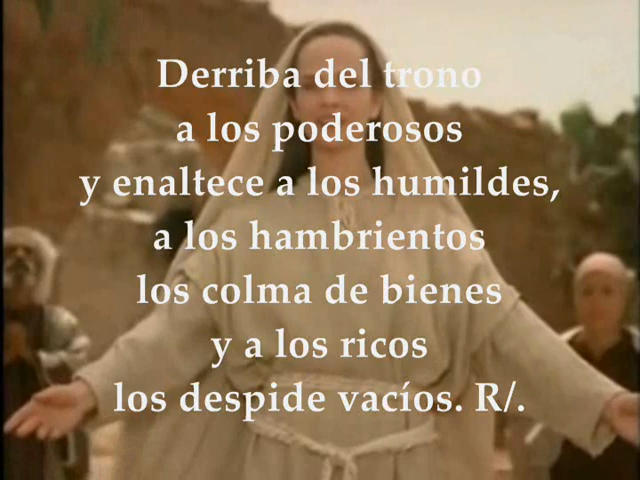 Derriba del trono
a los poderosos
y enaltece a los humildes,
a los hambrientos
los colma de bienes
y a los ricos
los despide vacíos. R/.